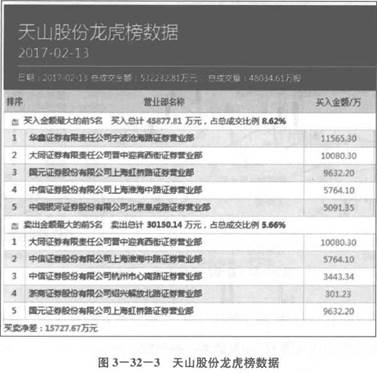 天山股份龙虎榜数据
2017-02-13
日期：2017-02-13 总成交金额：532232.81万元，总成交量：48034.61万股
排序 营业部名称 买入金额/万
买入金额最大的前5名 买入总计 45877.81 万元，占总成交比例 8.62%
1 华鑫证券有限责任公司宁波沧海路证券营业部 11565.30
2 大同证券有限责任公司晋中迎宾西街证券营业部 10080.30
3 国元证券股份有限公司上海虹桥路证券营业部 9632.20
4 中信证券股份有限公司上海淮海中路证券营业部 5764.10
5 中国银河证券股份有限公司北京阜成路证券营业部 5091.35
卖出金额最大的前5名 卖出总计 30150.14 万元，占总成交比例 5.66%
1 大同证券有限责任公司晋中迎宾西街证券营业部 10080.30
2 中信证券股份有限公司上海淮海中路证券营业部 5764.10
3 中信证券股份有限公司杭州市心南路证券营业部 3443.34
4 浙商证券股份有限公司绍兴解放北路证券营业部 301.23
5 国元证券股份有限公司上海虹桥路证券营业部 9632.20
买卖净差：15727.67万元
图 3-32-3 天山股份龙虎榜数据